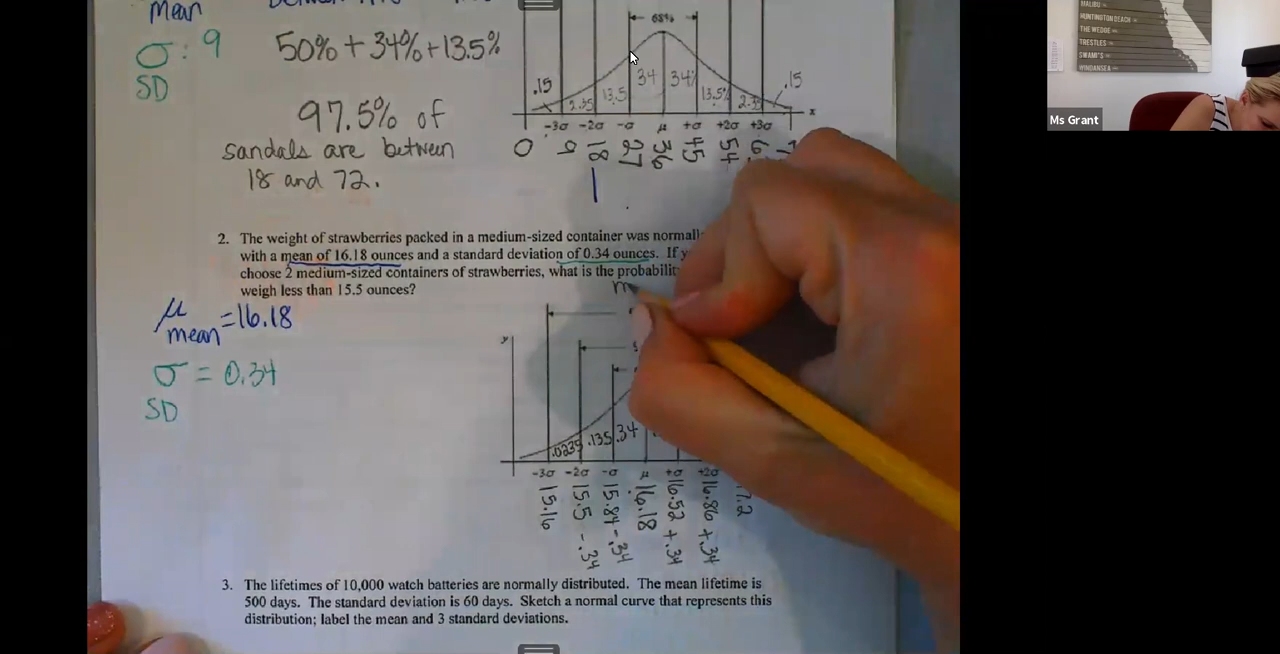 MALIBU
HUNTINGTON BEACH
THE WEDGE
TRESTLES
SWAMI'S
WINDANSEA
Ms Grant
mean
σ: 9
SD
50% + 34% + 13.5%
97.5% of
sandals are between
18 and 72.
68%
.15 2.35 13.5 34 34% 13.5% 2.35 .15
-3σ -2σ -σ μ +σ +2σ +3σ x
0 9 18 27 36 45 54
2. The weight of strawberries packed in a medium-sized container was
with a mean of 16.18 ounces and a standard deviation of 0.34 ounces. If
choose 2 medium-sized containers of strawberries, what is the
weigh less than 15.5 ounces?
μ = 16.18
mean
σ = 0.34
SD
y
.0235 .135 .34
-3σ -2σ -σ μ +σ +2σ
15.16 15.5 - .34 15.84 - .34 16.18 16.52 + .34 16.86 + .34
3. The lifetimes of 10,000 watch batteries are normally distributed. The mean lifetime is
500 days. The standard deviation is 60 days. Sketch a normal curve that represents this
distribution; label the mean and 3 standard deviations.